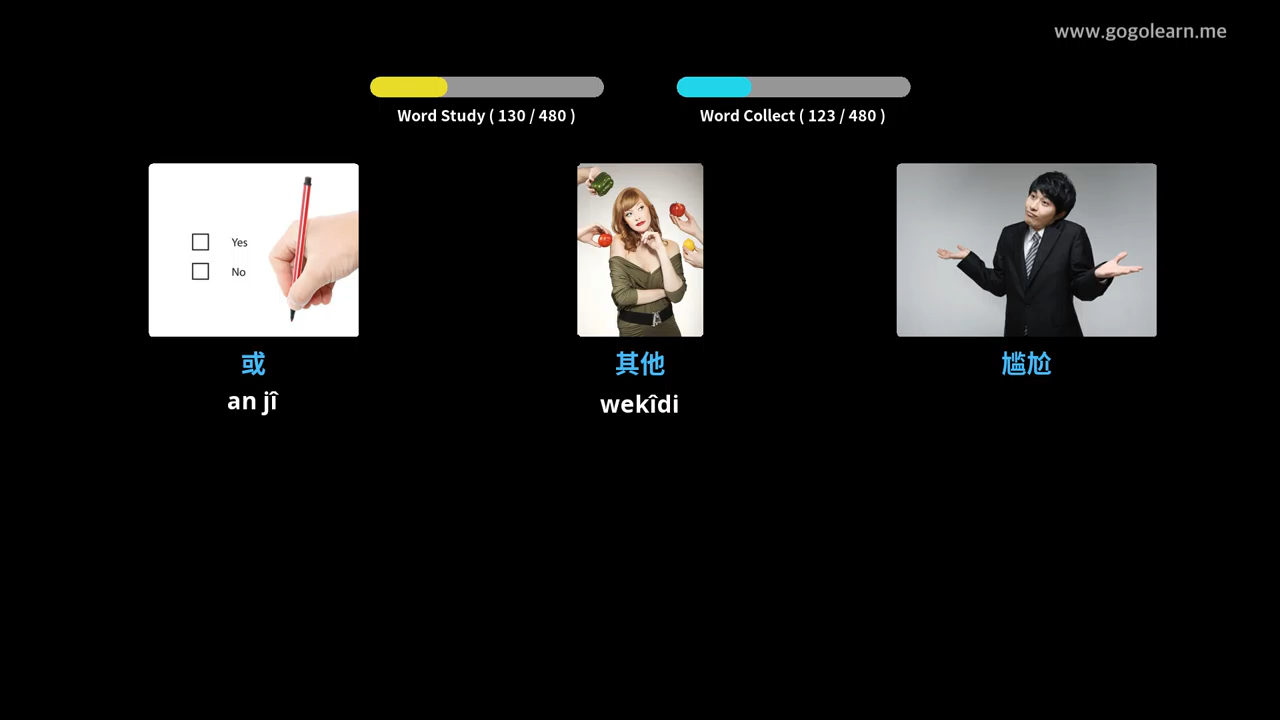 www.gogolearn.me
Word Study ( 130 / 480 )
Word Collect ( 123 / 480 )
Yes
No
或
an jî
其他
wekîdi
尴尬